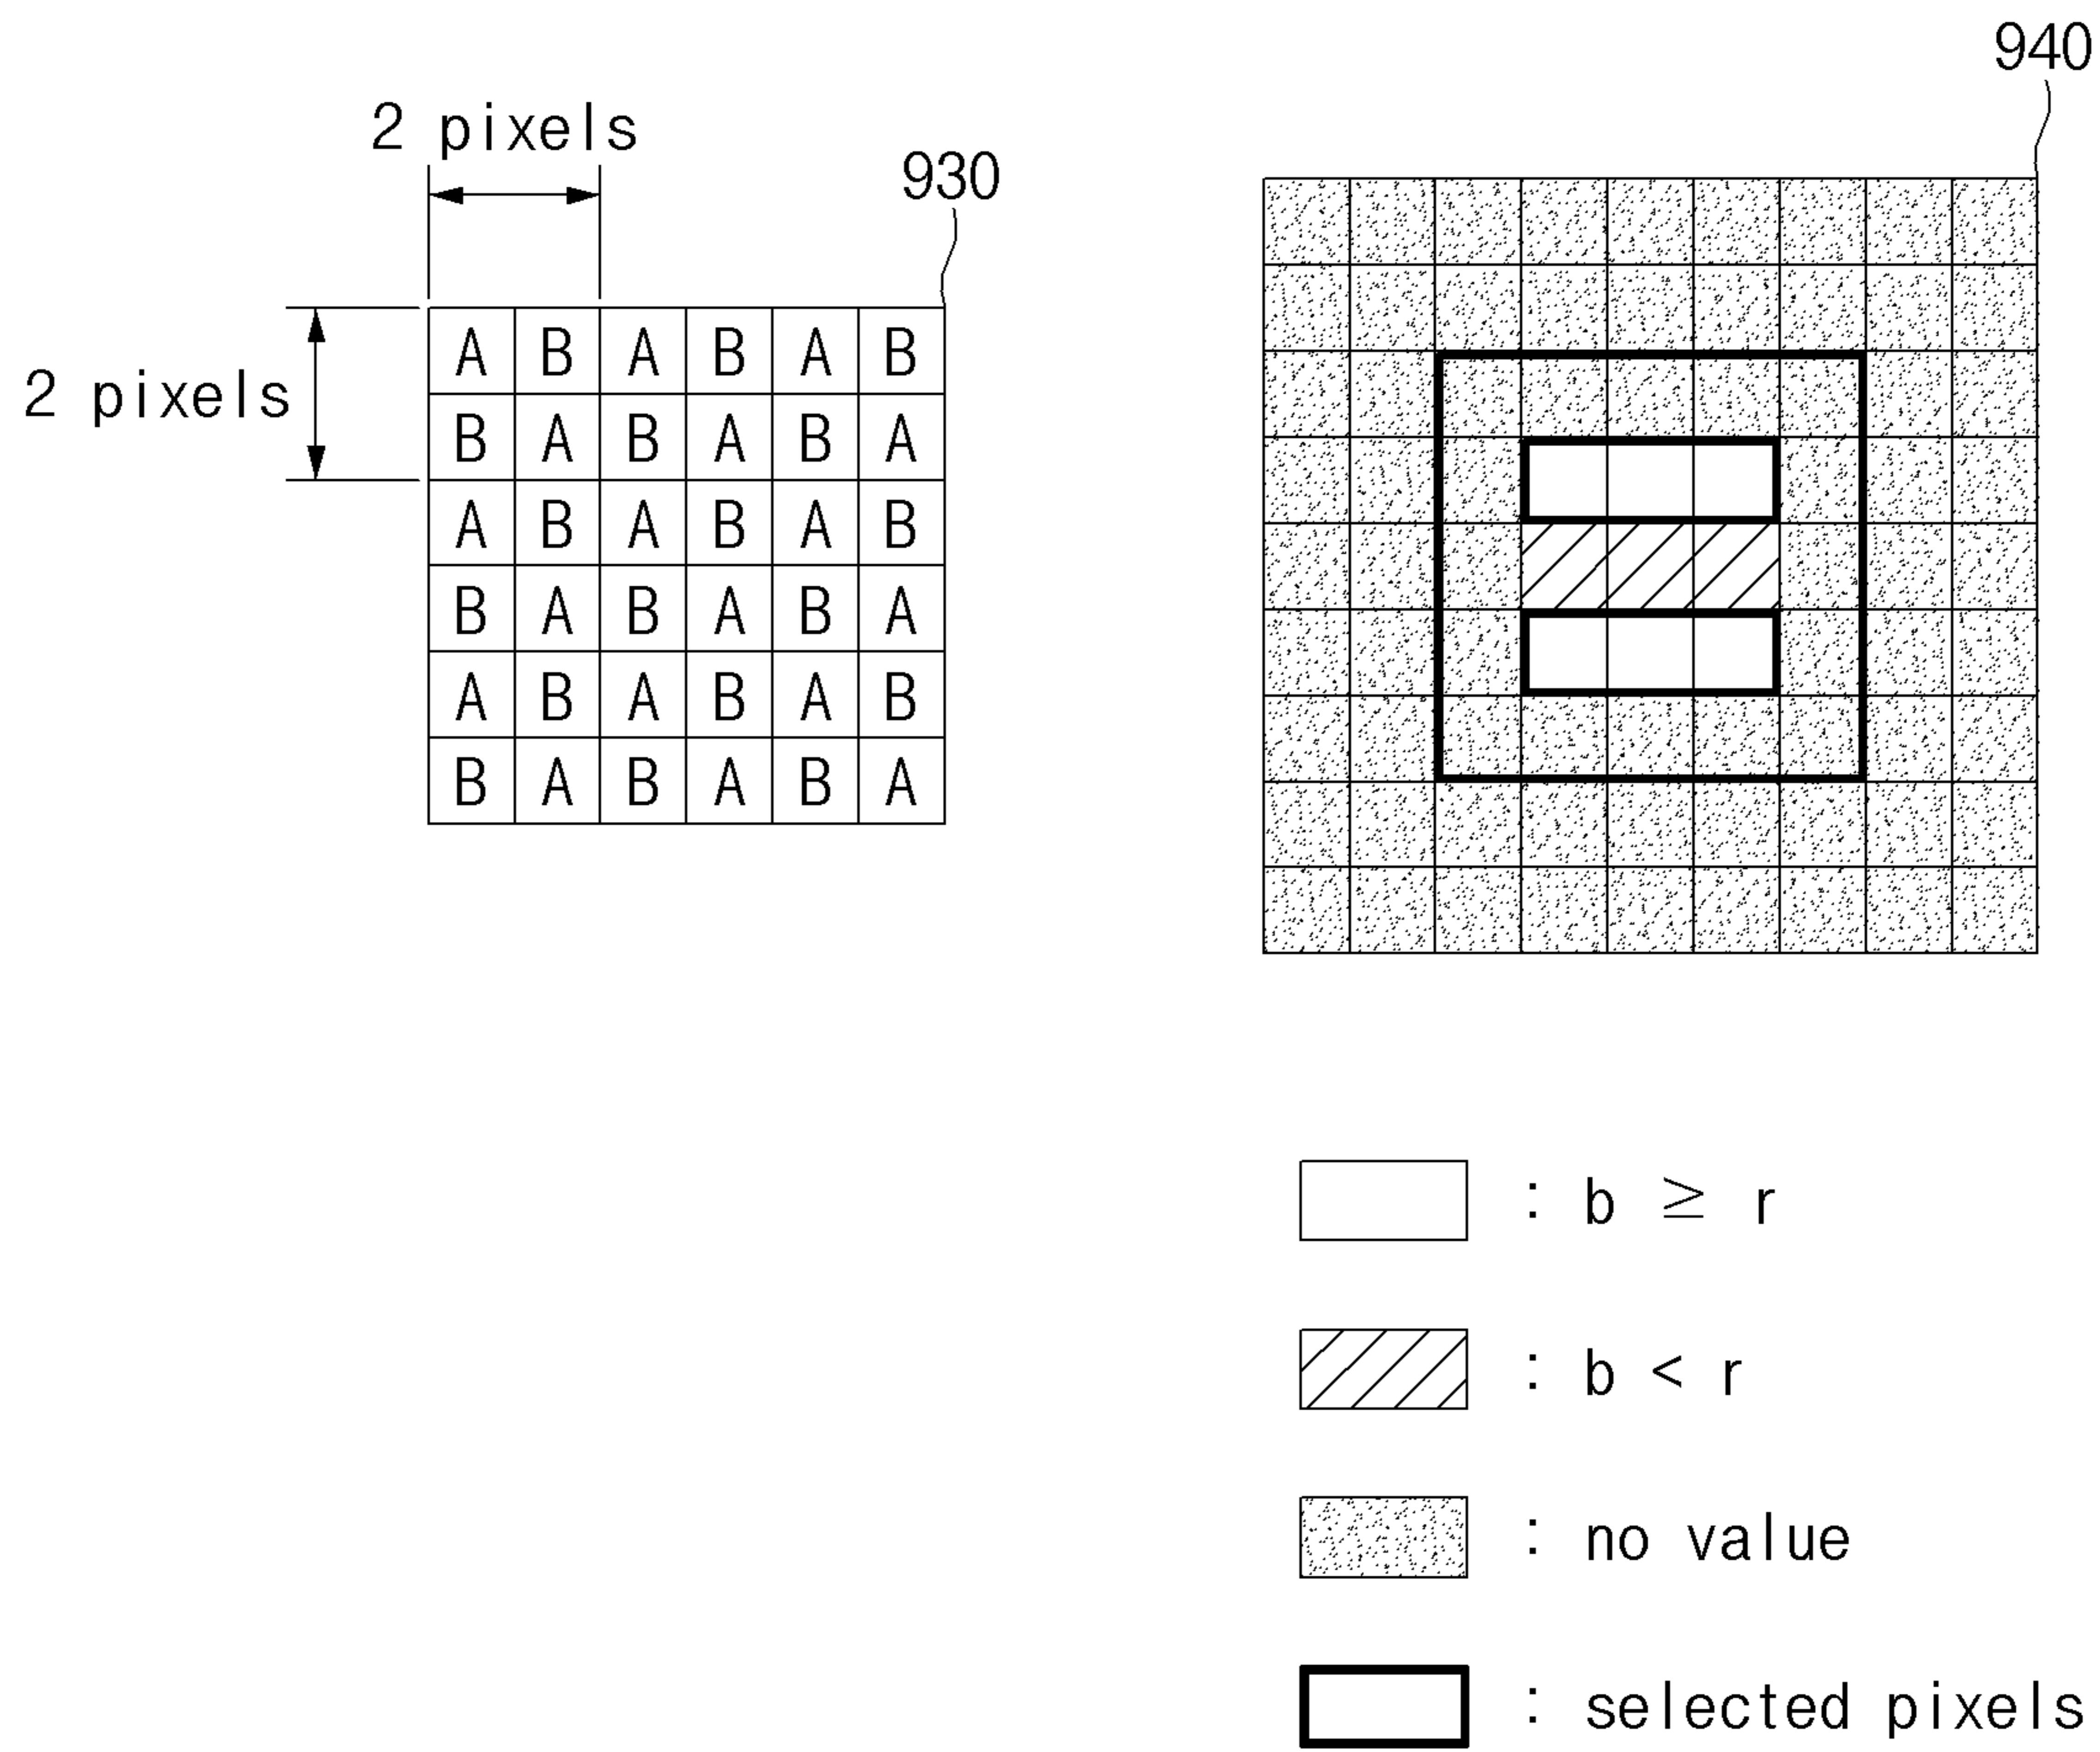 940
2 pixels
930
2 pixels
A B A B A B
B A B A B A
A B A B A B
B A B A B A
A B A B A B
B A B A B A
: b ≥ r
: b < r
: no value
: selected pixels